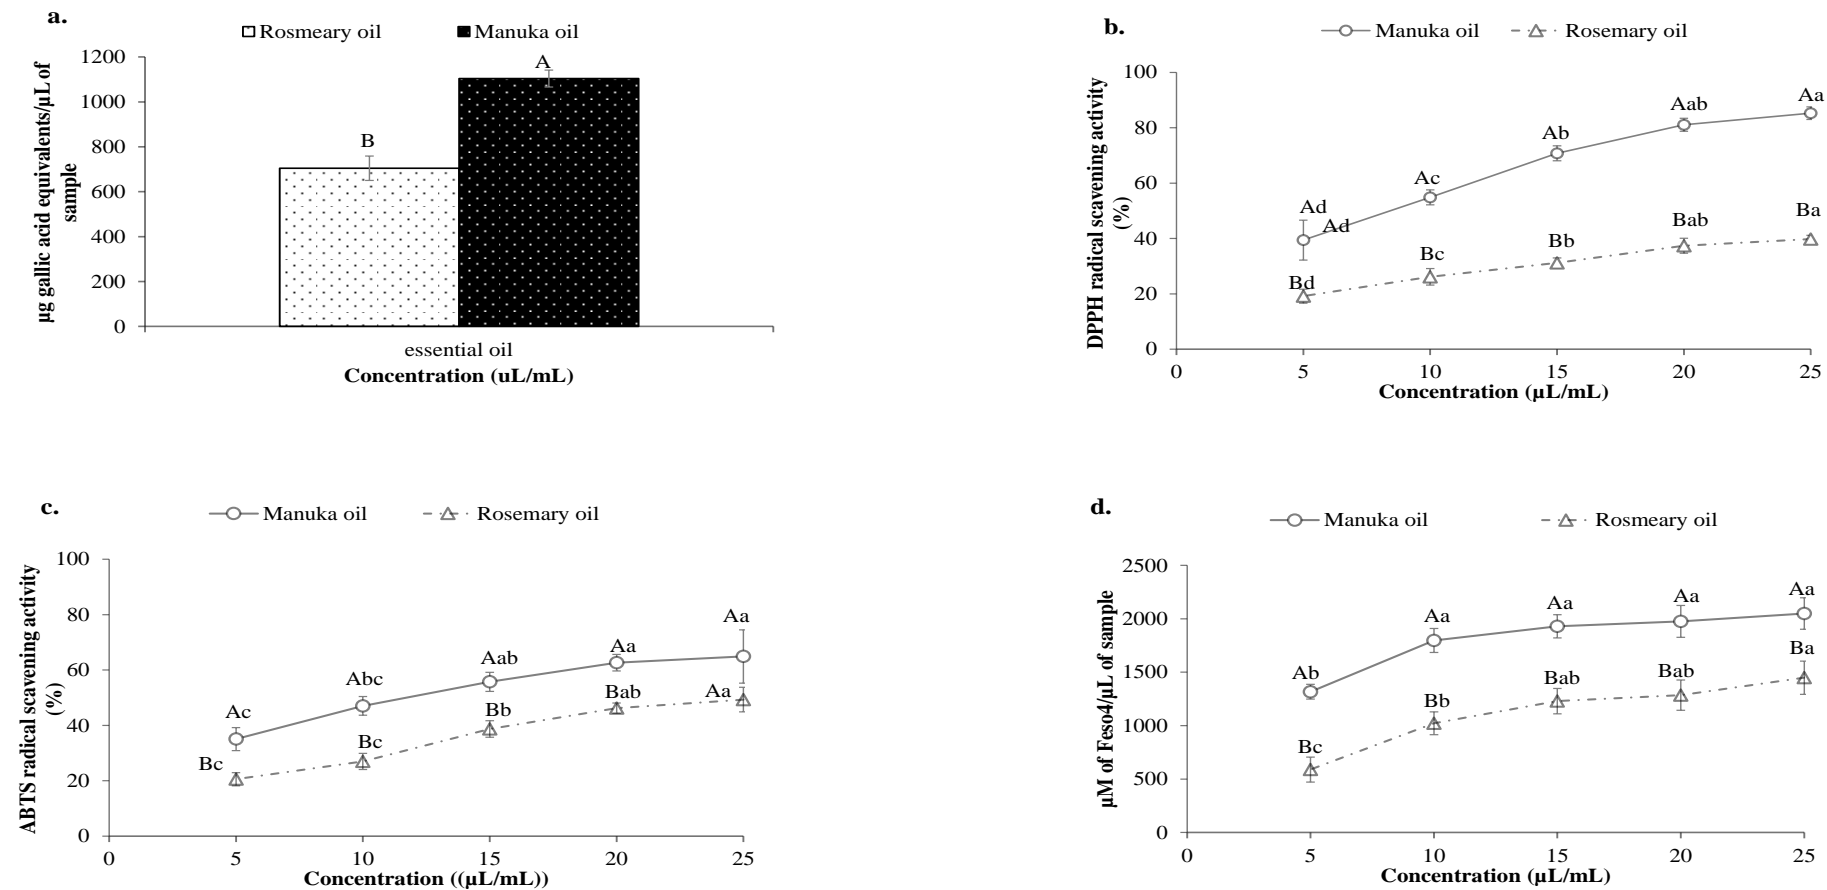 a.
Rosmeary oil Manuka oil
µg gallic acid equivalents/µL of
sample
1200
1000
800
600
400
200
0
B
A
essential oil
Concentration (uL/mL)
b.
Manuka oil Rosemary oil
DPPH radical scavening activity
(%)
100
80
60
40
20
0
Ad
Ad
Ac
Ab
Aab
Aa
Bd
Bc
Bb
Bab
Ba
0 5 10 15 20 25
Concentration (µL/mL)
c.
Manuka oil Rosemary oil
ABTS radical scavening activity
(%)
100
80
60
40
20
0
Ac
Abc
Aab
Aa
Aa
Bc
Bc
Bb
Bab
Aa
0 5 10 15 20 25
Concentration ((µL/mL))
d.
Manuka oil Rosmeary oil
µM of Feso4/µL of sample
2500
2000
1500
1000
500
0
Ab
Aa
Aa
Aa
Aa
Bc
Bb
Bab
Bab
Ba
0 5 10 15 20 25
Concentration (µL/mL)